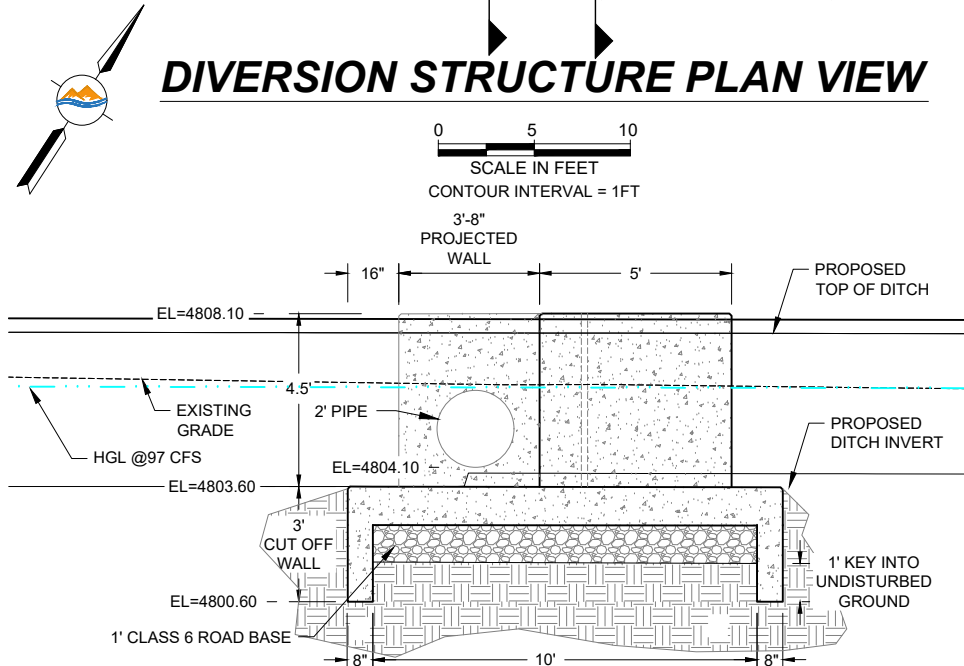 DIVERSION STRUCTURE PLAN VIEW
0 5 10
SCALE IN FEET
CONTOUR INTERVAL = 1FT
3'-8"
PROJECTED
WALL
16"
5'
PROPOSED
TOP OF DITCH
EL=4808.10
4.5'
EXISTING
GRADE
2' PIPE
PROPOSED
DITCH INVERT
HGL @97 CFS
EL=4804.10
EL=4803.60
3'
CUT OFF
WALL
1' KEY INTO
UNDISTURBED
GROUND
EL=4800.60
1' CLASS 6 ROAD BASE
8"
10'
8"